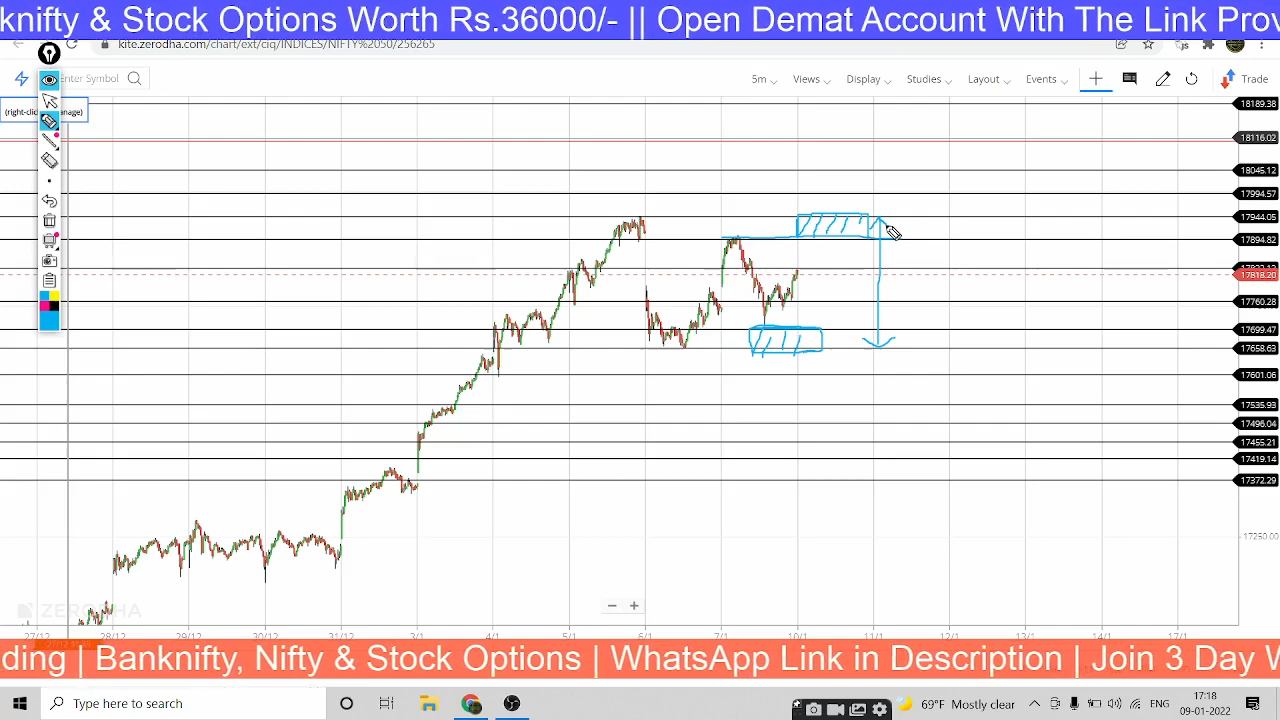 knifty & Stock Options Worth Rs.36000/- || Open Demat Account With The Link Prov
kite.zerodha.com/chart/ext/ciq/INDICES/NIFTY%2050/256265
Enter Symbol
5m
Views
Display
Studies
Layout
Events
Trade
18189.38
18116.02
18045.12
17994.57
17944.05
17894.82
17818.20
17760.28
17699.47
17658.63
17601.06
17535.93
17496.04
17455.21
17419.14
17372.29
17250.00
ZERODHA
27/12 28/12 29/12 30/12 31/12 3/1 4/1 5/1 6/1 7/1 10/1 11/1 12/1 13/1 14/1 17/1
ding | Banknifty, Nifty & Stock Options | WhatsApp Link in Description | Join 3 Day W
Type here to search
69°F Mostly clear
ENG
17:18
09-01-2022